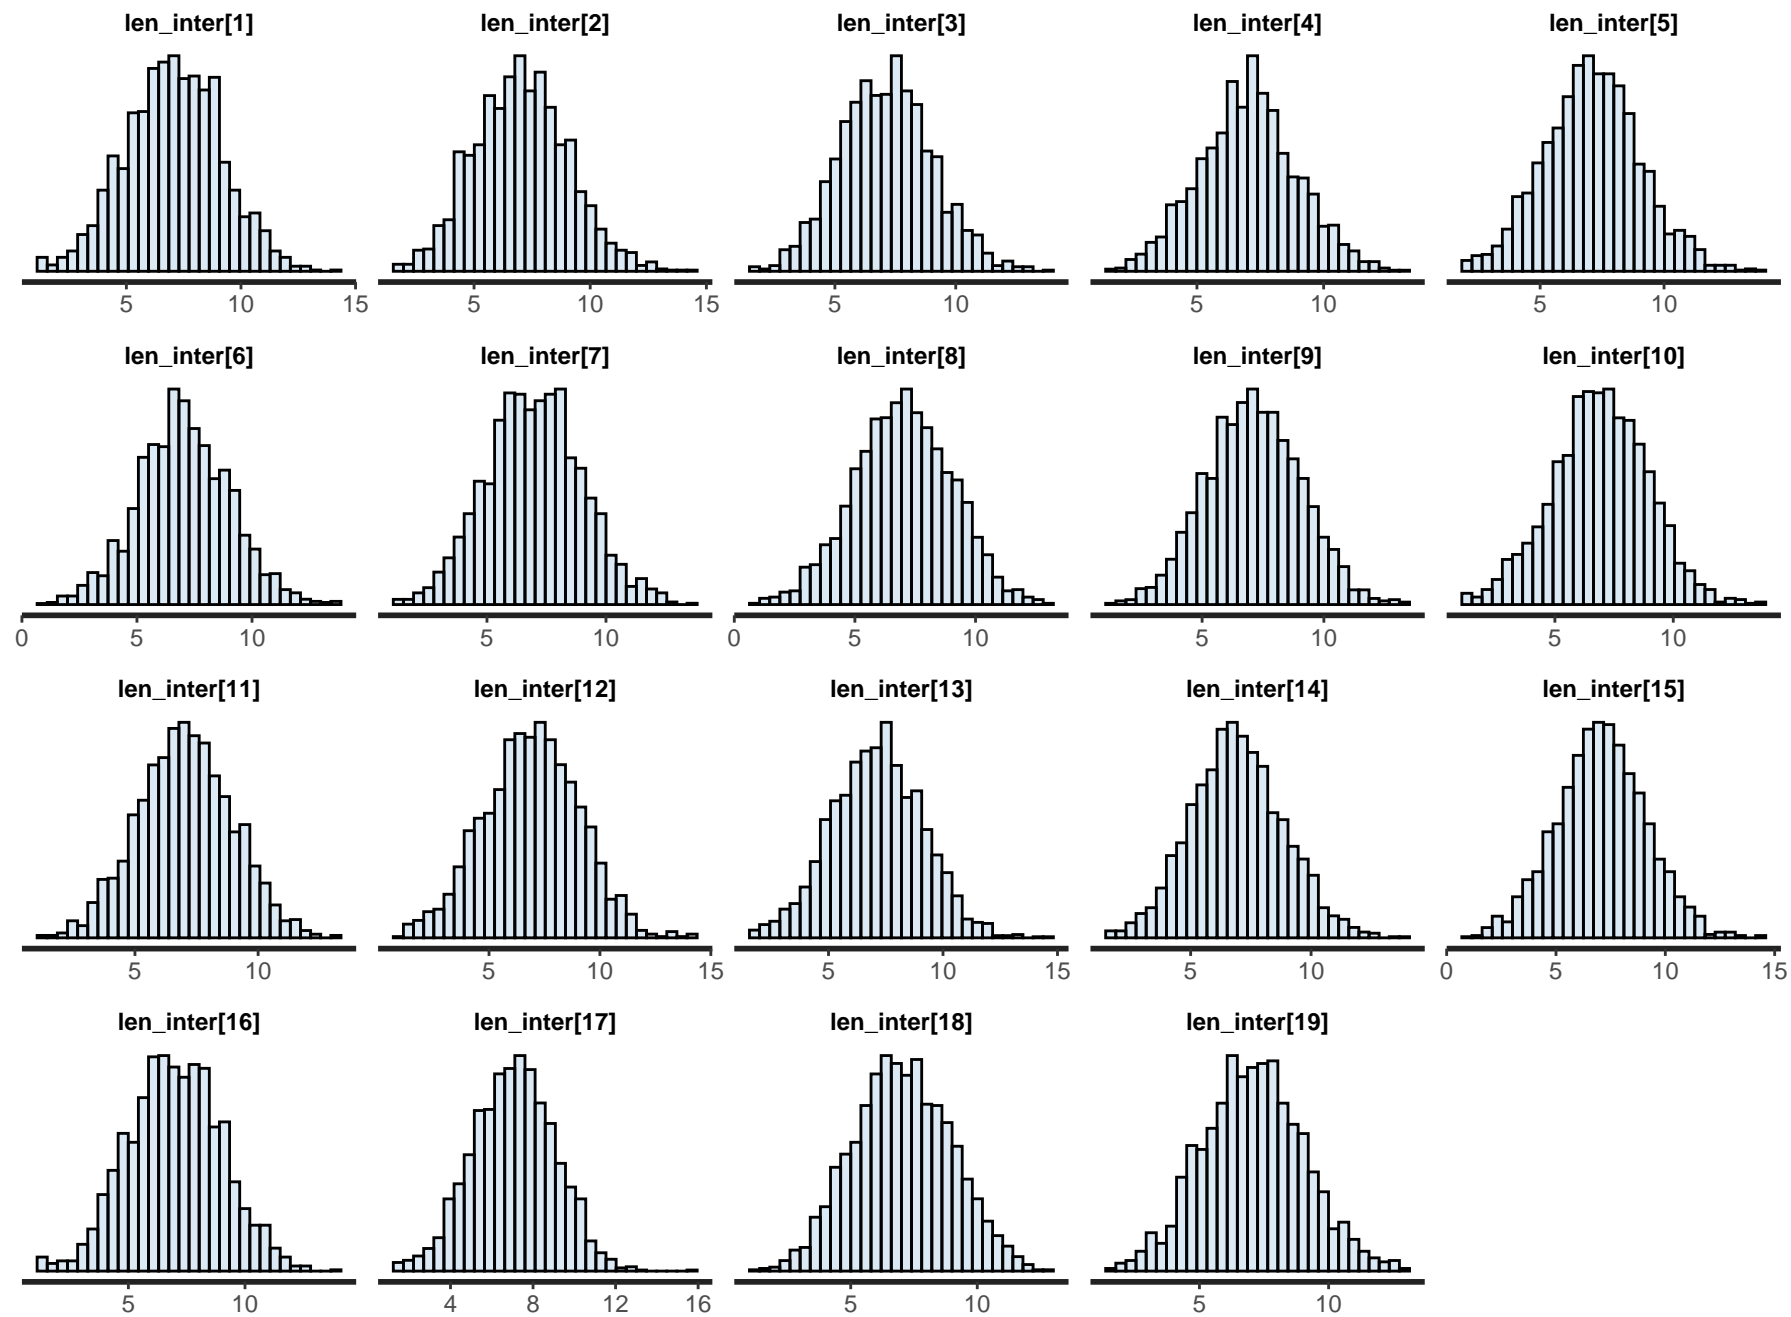 len_inter[1] len_inter[2] len_inter[3] len_inter[4] len_inter[5]
5 10 15 5 10 15 5 10 5 10 5 10
len_inter[6] len_inter[7] len_inter[8] len_inter[9] len_inter[10]
0 5 10 5 10 0 5 10 5 10 5 10
len_inter[11] len_inter[12] len_inter[13] len_inter[14] len_inter[15]
5 10 5 10 15 5 10 15 5 10 0 5 10 15
len_inter[16] len_inter[17] len_inter[18] len_inter[19]
5 10 4 8 12 16 5 10 5 10